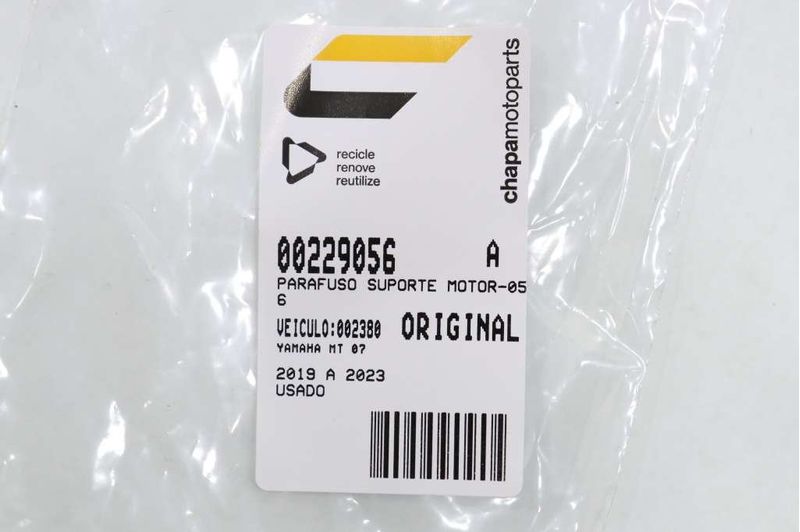 chapamotoparts
recicle
renove
reutilize
00229056 A
PARAFUSO SUPORTE MOTOR-05
6
VEICULO:002380 ORIGINAL
YAMAHA MT 07
2019 A 2023
USADO